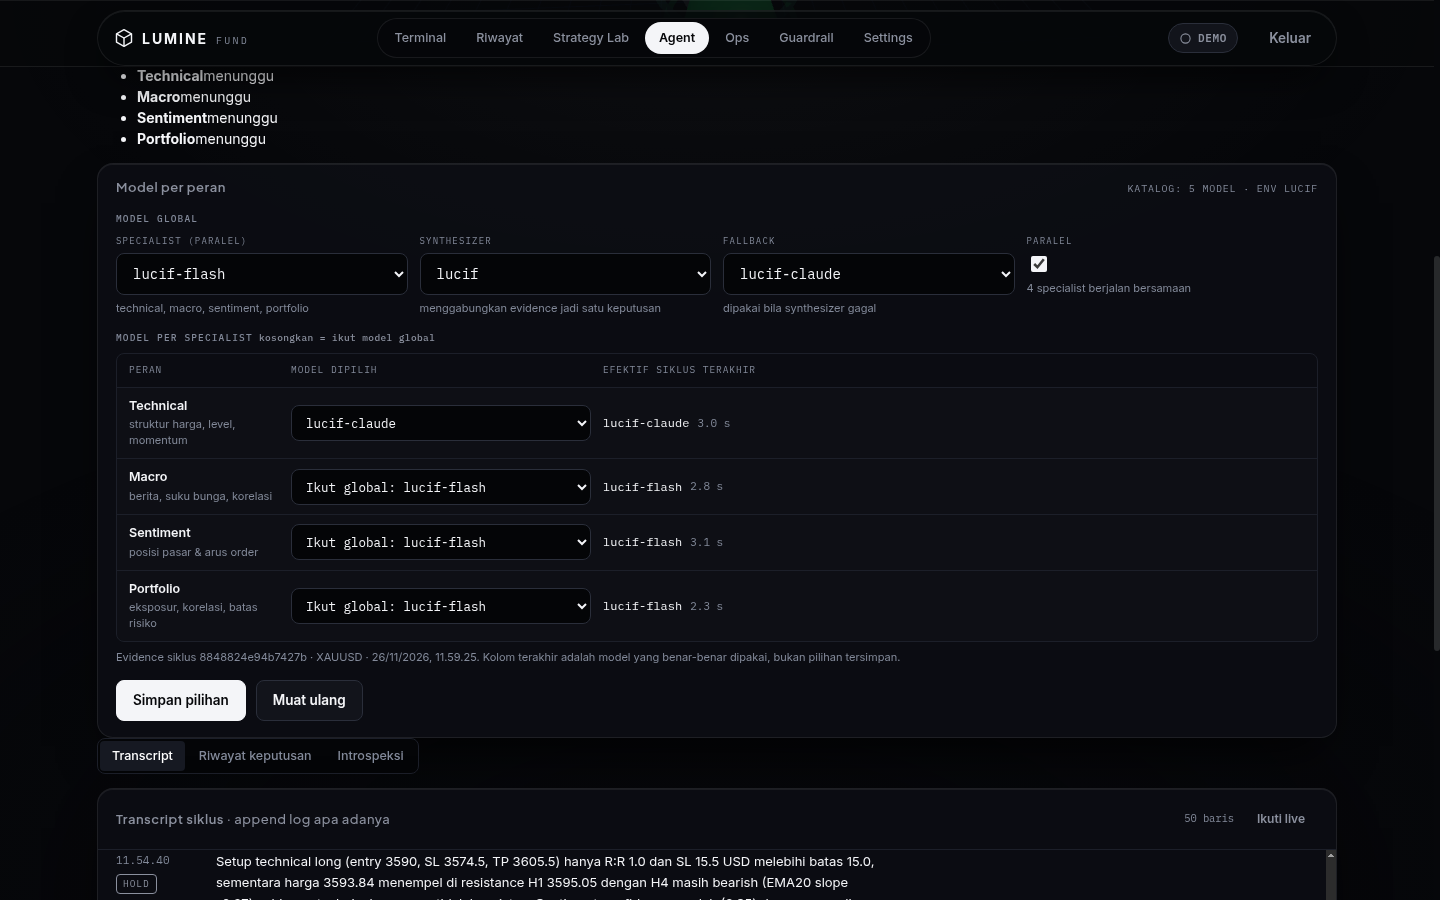 LUMINE FUND
Terminal Riwayat Strategy Lab Agent Ops Guardrail Settings
DEMO
Keluar
Technicalmenunggu
Macromenunggu
Sentimentmenunggu
Portfoliomenunggu
Model per peran
KATALOG: 5 MODEL · ENV LUCIF
MODEL GLOBAL
SPECIALIST (PARALEL) SYNTHESIZER FALLBACK PARALEL
lucif-flash lucif lucif-claude
technical, macro, sentiment, portfolio menggabungkan evidence jadi satu keputusan dipakai bila synthesizer gagal 4 specialist berjalan bersamaan
MODEL PER SPECIALIST kosongkan = ikut model global
PERAN MODEL DIPILIH EFEKTIF SIKLUS TERAKHIR
Technical
struktur harga, level,
momentum
lucif-claude
lucif-claude 3.0 s
Macro
berita, suku bunga, korelasi
Ikut global: lucif-flash
lucif-flash 2.8 s
Sentiment
posisi pasar & arus order
Ikut global: lucif-flash
lucif-flash 3.1 s
Portfolio
eksposur, korelasi, batas
risiko
Ikut global: lucif-flash
lucif-flash 2.3 s
Evidence siklus 8848824e94b7427b · XAUUSD · 26/11/2026, 11.59.25. Kolom terakhir adalah model yang benar-benar dipakai, bukan pilihan tersimpan.
Simpan pilihan Muat ulang
Transcript Riwayat keputusan Introspeksi
Transcript siklus · append log apa adanya
50 baris Ikuti live
11.54.40
HOLD
Setup technical long (entry 3590, SL 3574.5, TP 3605.5) hanya R:R 1.0 dan SL 15.5 USD melebihi batas 15.0,
sementara harga 3593.84 menempel di resistance H1 3595.05 dengan H4 masih bearish (EMA20 slope